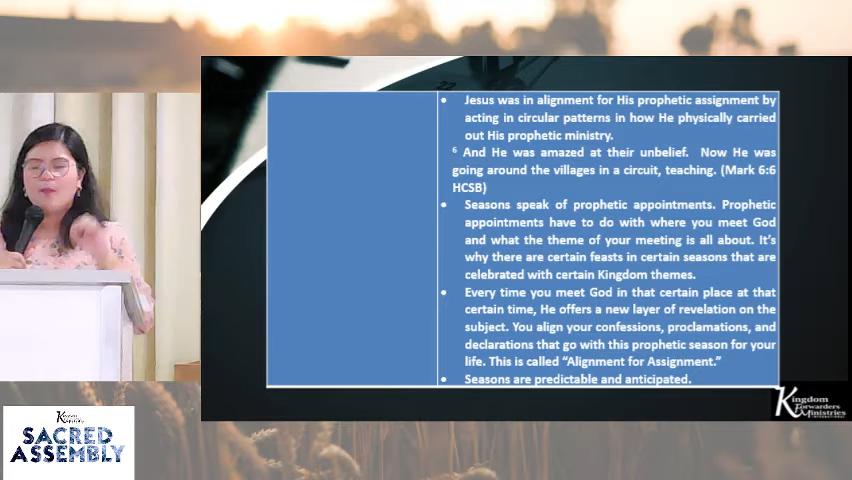 • Jesus was in alignment for His prophetic assignment by
acting in circular patterns in how He physically carried
out His prophetic ministry.
⁶ And He was amazed at their unbelief. Now He was
going around the villages in a circuit, teaching. (Mark 6:6
HCSB)
• Seasons speak of prophetic appointments. Prophetic
appointments have to do with where you meet God
and what the theme of your meeting is all about. It's
why there are certain feasts in certain seasons that are
celebrated with certain Kingdom themes.
• Every time you meet God in that certain place at that
certain time, He offers a new layer of revelation on the
subject. You align your confessions, proclamations, and
declarations that go with this prophetic season for your
life. This is called “Alignment for Assignment.”
• Seasons are predictable and anticipated.
Kingdom
Forwarders
Ministries
SACRED
ASSEMBLY